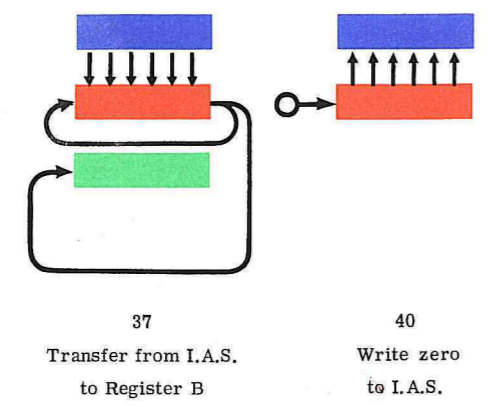 37
Transfer from I.A.S.
to Register B
40
Write zero
to I.A.S.